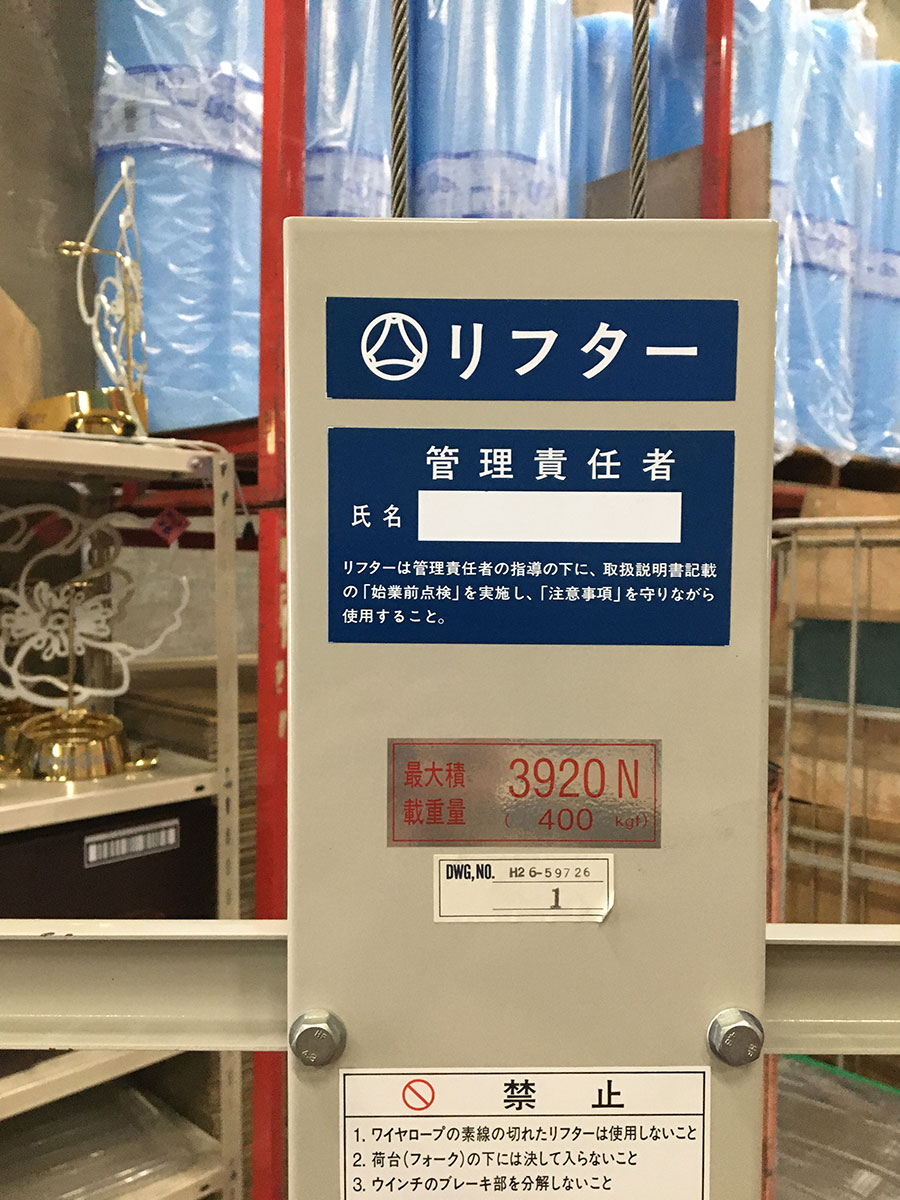 リフター
管理責任者
氏名
リフターは管理責任者の指導の下に、取扱説明書記載
の「始業前点検」を実施し、「注意事項」を守りながら
使用すること。
最大積
載重量
3920 N
( 400 kgf)
DWG,NO. H26-59726
1
禁止
1. ワイヤロープの素線の切れたリフターは使用しないこと
2. 荷台(フォーク)の下には決して入らないこと
3. ウインチのブレーキ部を分解しないこと